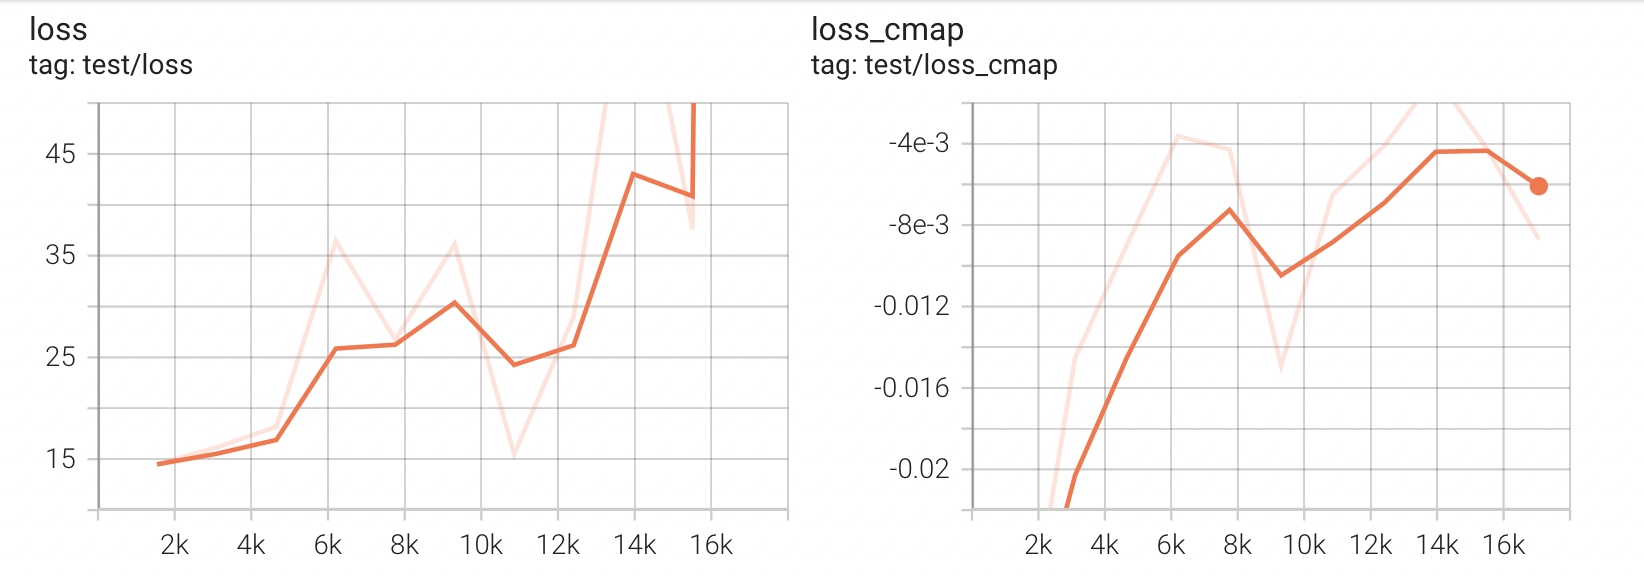 loss
tag: test/loss
45
35
25
15
2k 4k 6k 8k 10k 12k 14k 16k
loss_cmap
tag: test/loss_cmap
-4e-3
-8e-3
-0.012
-0.016
-0.02
2k 4k 6k 8k 10k 12k 14k 16k